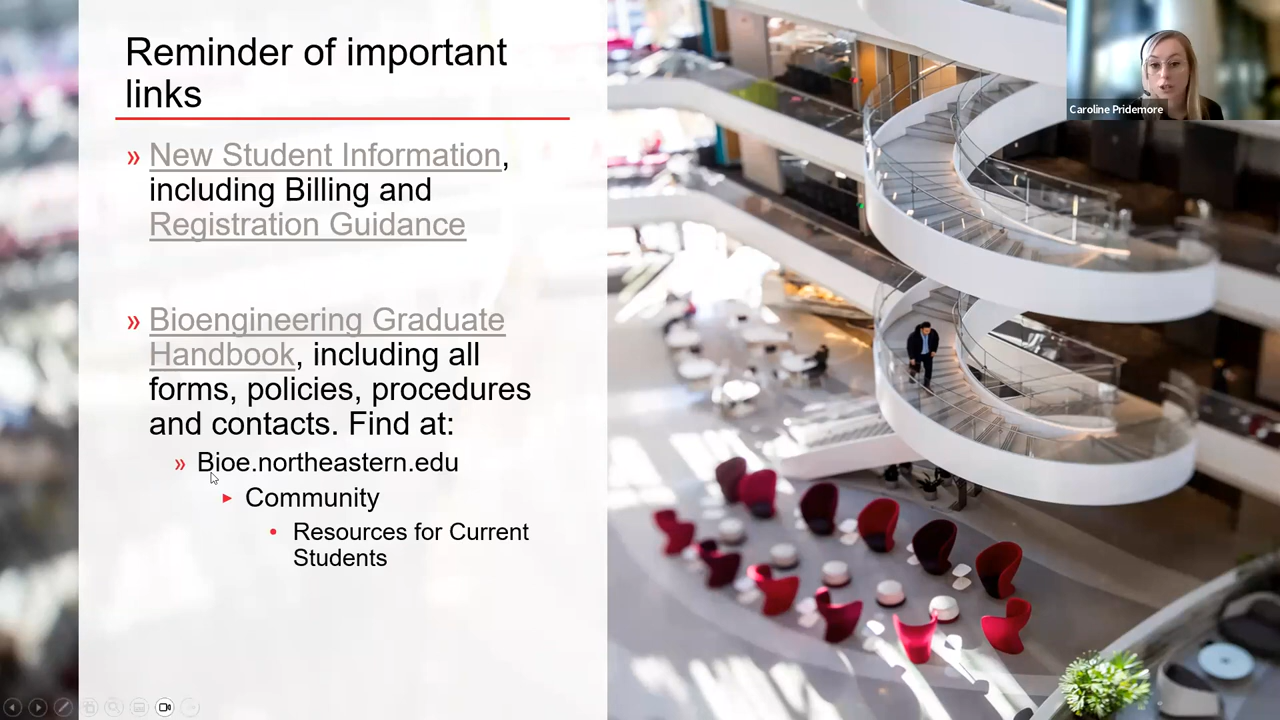 Reminder of important
links
» New Student Information,
including Billing and
Registration Guidance
» Bioengineering Graduate
Handbook, including all
forms, policies, procedures
and contacts. Find at:
» Bioe.northeastern.edu
▸ Community
• Resources for Current
Students
Caroline Pridemore